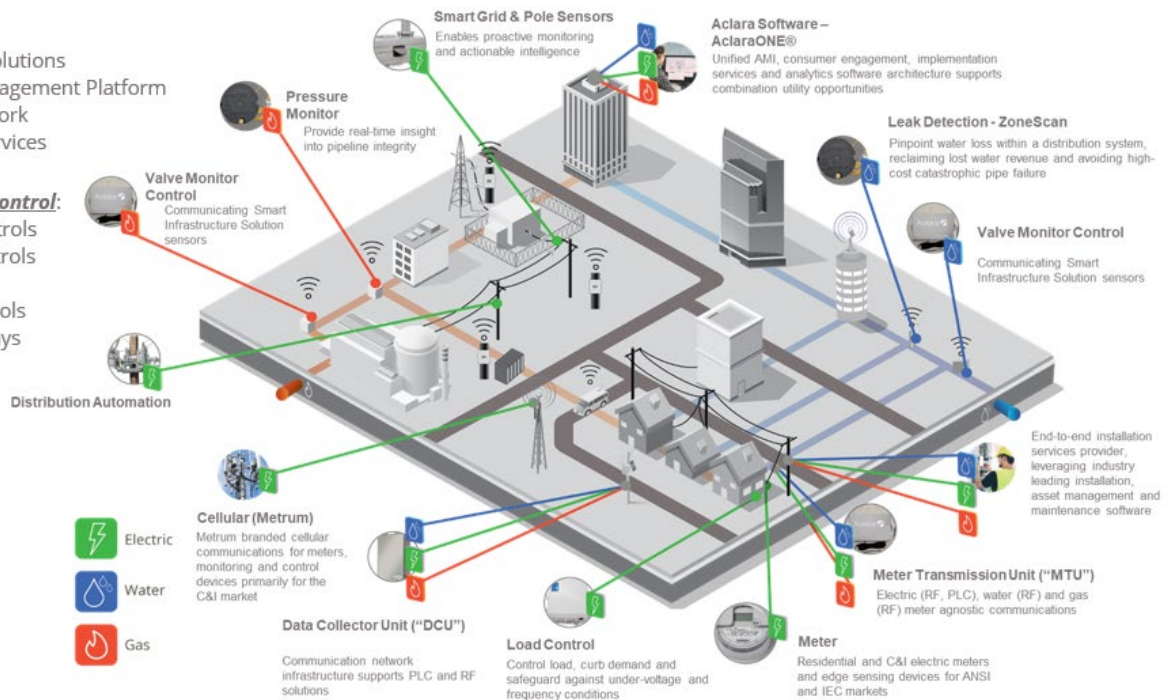 olutions
agement Platform
ork
rvices
ontrol:
trols
trols
ols
ys
Smart Grid & Pole Sensors
Enables proactive monitoring
and actionable intelligence
Aclara Software –
AclaraONE®
Unified AMI, consumer engagement, implementation
services and analytics software architecture supports
combination utility opportunities
Pressure
Monitor
Provide real-time insight
into pipeline integrity
Leak Detection - ZoneScan
Pinpoint water loss within a distribution system,
reclaiming lost water revenue and avoiding high-
cost catastrophic pipe failure
Valve Monitor
Control
Communicating Smart
Infrastructure Solution
sensors
Valve Monitor Control
Communicating Smart
Infrastructure Solution sensors
Distribution Automation
End-to-end installation
services provider,
leveraging industry
leading installation,
asset management and
maintenance software
Cellular (Metrum)
Metrum branded cellular
communications for meters,
monitoring and control
devices primarily for the
C&I market
Electric
Water
Gas
Data Collector Unit ("DCU")
Communication network
infrastructure supports PLC and RF
solutions
Load Control
Control load, curb demand and
safeguard against under-voltage and
frequency conditions
Meter
Residential and C&I electric meters
and edge sensing devices for ANSI
and IEC markets
Meter Transmission Unit ("MTU")
Electric (RF, PLC), water (RF) and gas
(RF) meter agnostic communications